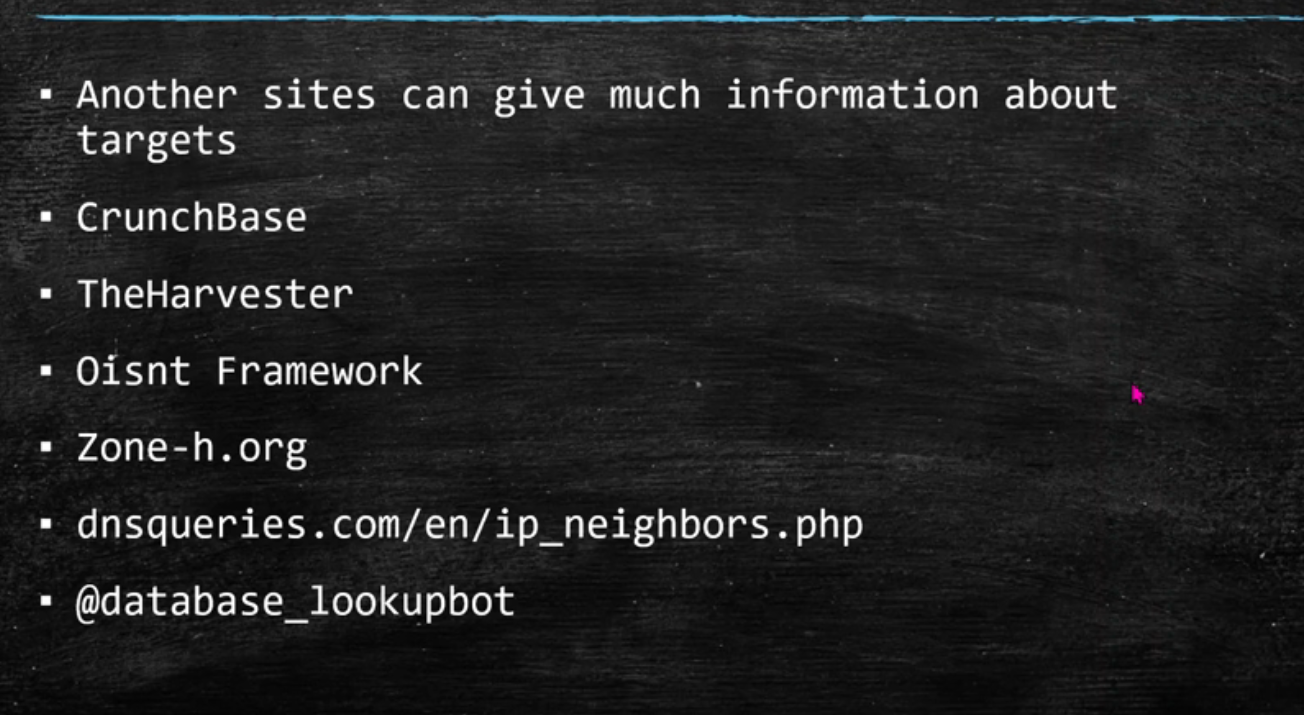 ▪ Another sites can give much information about
targets
▪ CrunchBase
▪ TheHarvester
▪ Oisnt Framework
▪ Zone-h.org
▪ dnsqueries.com/en/ip_neighbors.php
▪ @database_lookupbot